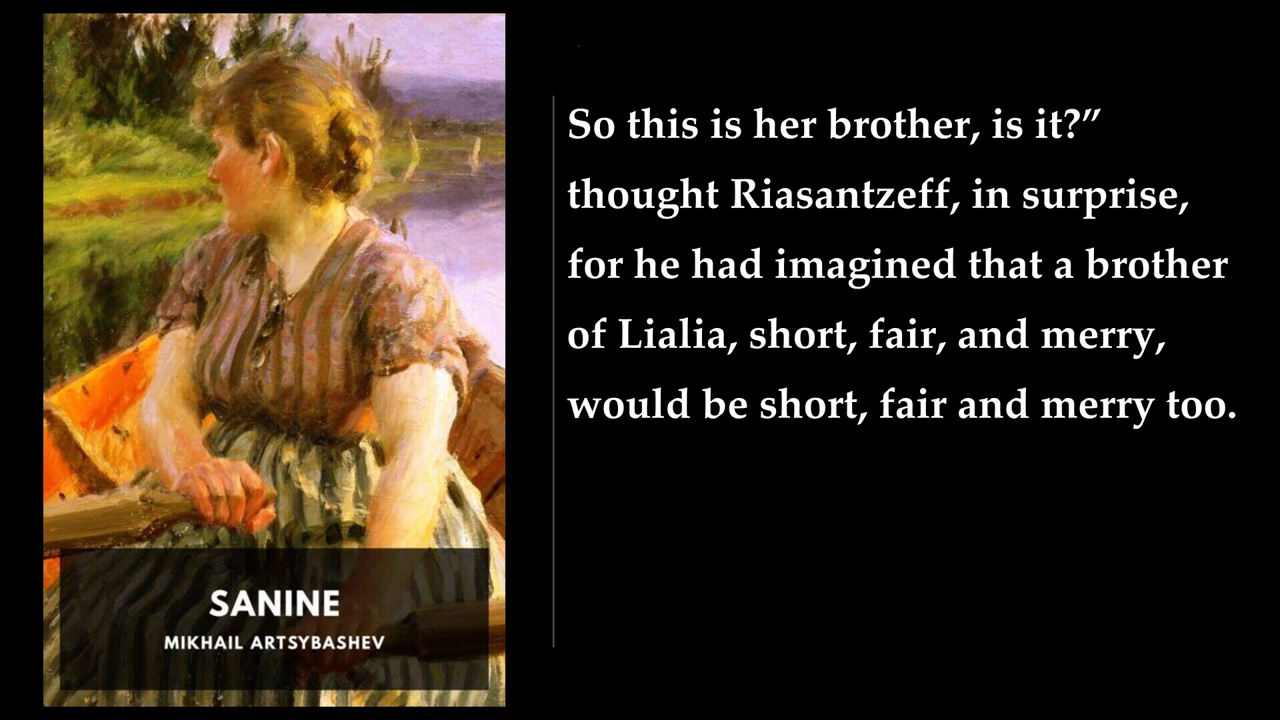 SANINE
MIKHAIL ARTSYBASHEV
So this is her brother, is it?”
thought Riasantzeff, in surprise,
for he had imagined that a brother
of Lialia, short, fair, and merry,
would be short, fair and merry too.